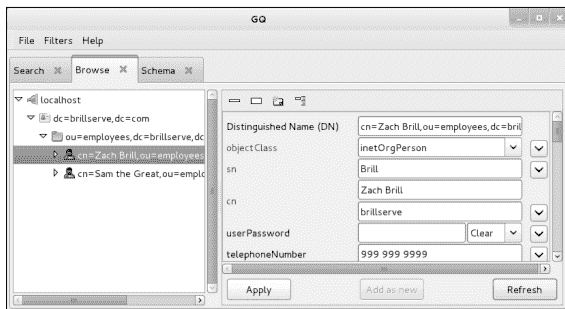 GQ
File Filters Help
Search Browse Schema
localhost
dc=brillserve,dc=com
ou=employees,dc=brillserve,dc
cn=Zach Brill,ou=employees
cn=Sam the Great,ou=emplo
Distinguished Name (DN) cn=Zach Brill,ou=employees,dc=bril
objectClass inetOrgPerson
sn Brill
cn Zach Brill
brillserve
userPassword Clear
telephoneNumber 999 999 9999
Apply Add as new Refresh